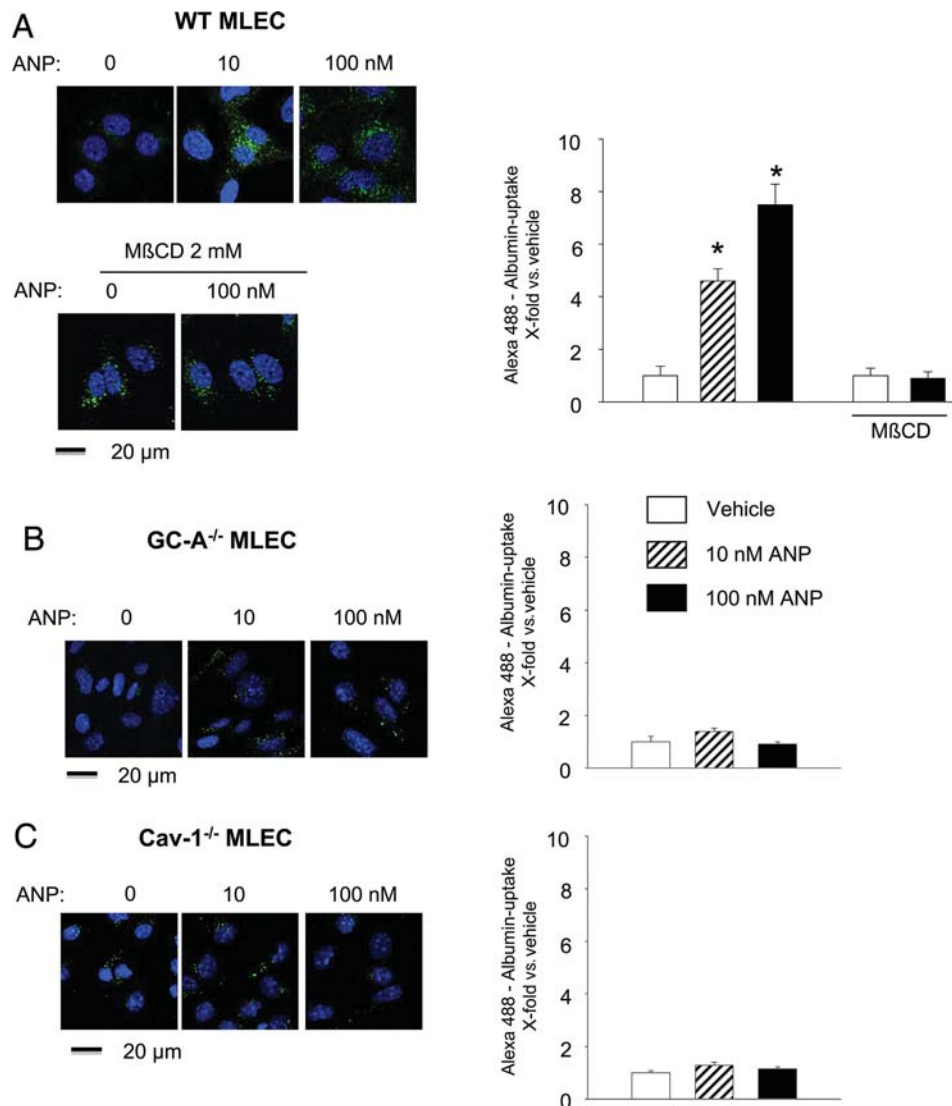 A
WT MLEC
ANP: 0 10 100 nM
MßCD 2 mM
ANP: 0 100 nM
20 µm
Alexa 488 - Albumin-uptake
X-fold vs. vehicle
10
8
6
4
2
0
*
*
MßCD
B
GC-A-/- MLEC
ANP: 0 10 100 nM
20 µm
Alexa 488 - Albumin-uptake
X-fold vs. vehicle
10
8
6
4
2
0
Vehicle
10 nM ANP
100 nM ANP
C
Cav-1-/- MLEC
ANP: 0 10 100 nM
20 µm
Alexa 488 - Albumin-uptake
X-fold vs. vehicle
10
8
6
4
2
0